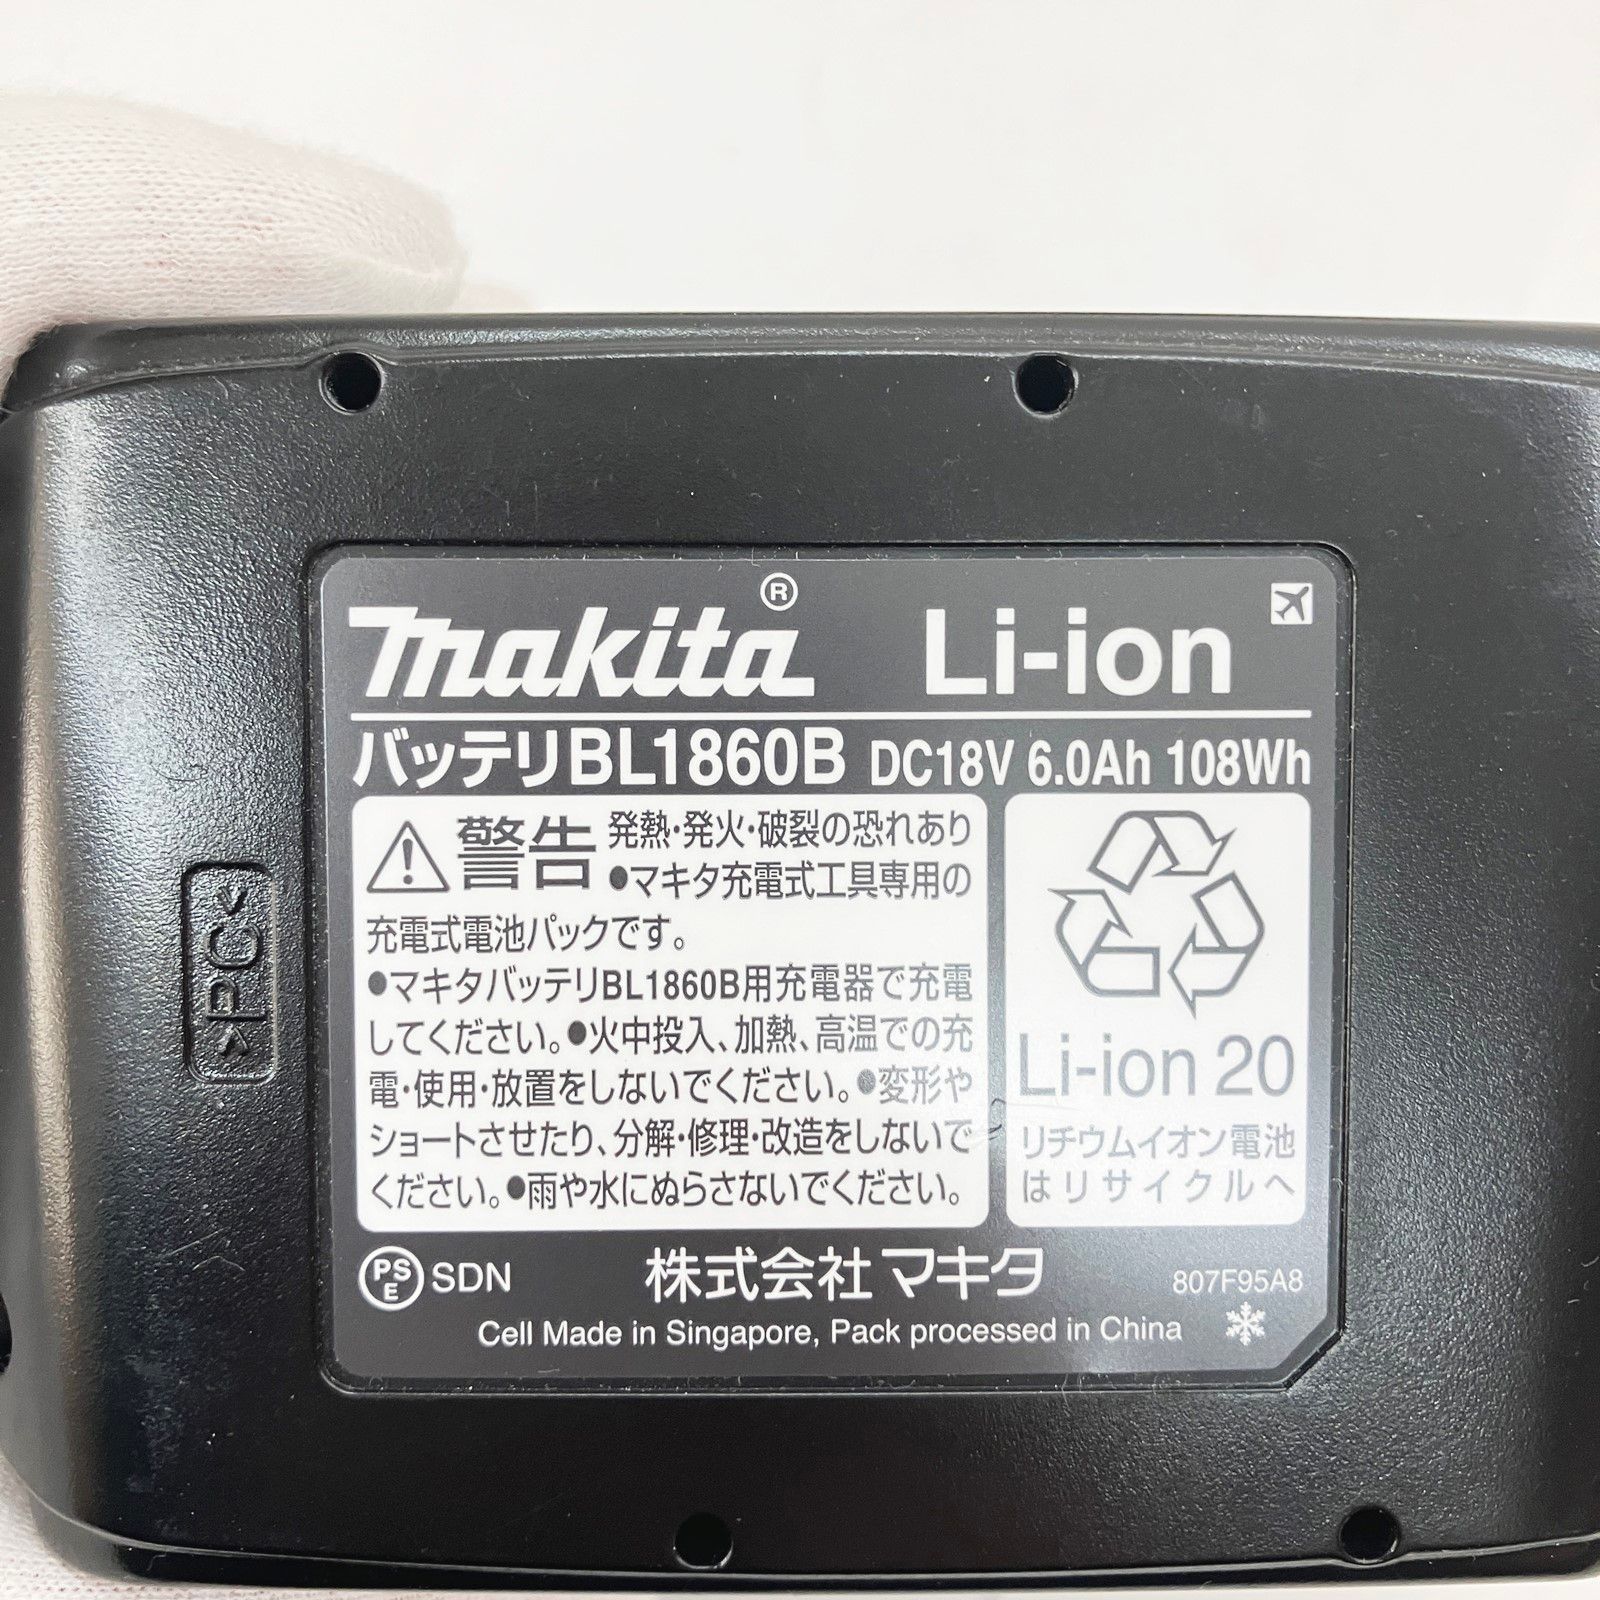 makita® Li-ion
バッテリBL1860B DC18V 6.0Ah 108Wh
警告 発熱・発火・破裂の恐れあり
●マキタ充電式工具専用の
充電式電池パックです。
●マキタバッテリBL1860B用充電器で充電
してください。●火中投入、加熱、高温での充
電・使用・放置をしないでください。●変形や
ショートさせたり、分解・修理・改造をしないで
ください。●雨や水にぬらさないでください。
Li-ion 20
リチウムイオン電池
はリサイクルへ
PSE SDN 株式会社マキタ 807F95A8
Cell Made in Singapore, Pack processed in China
>PC<